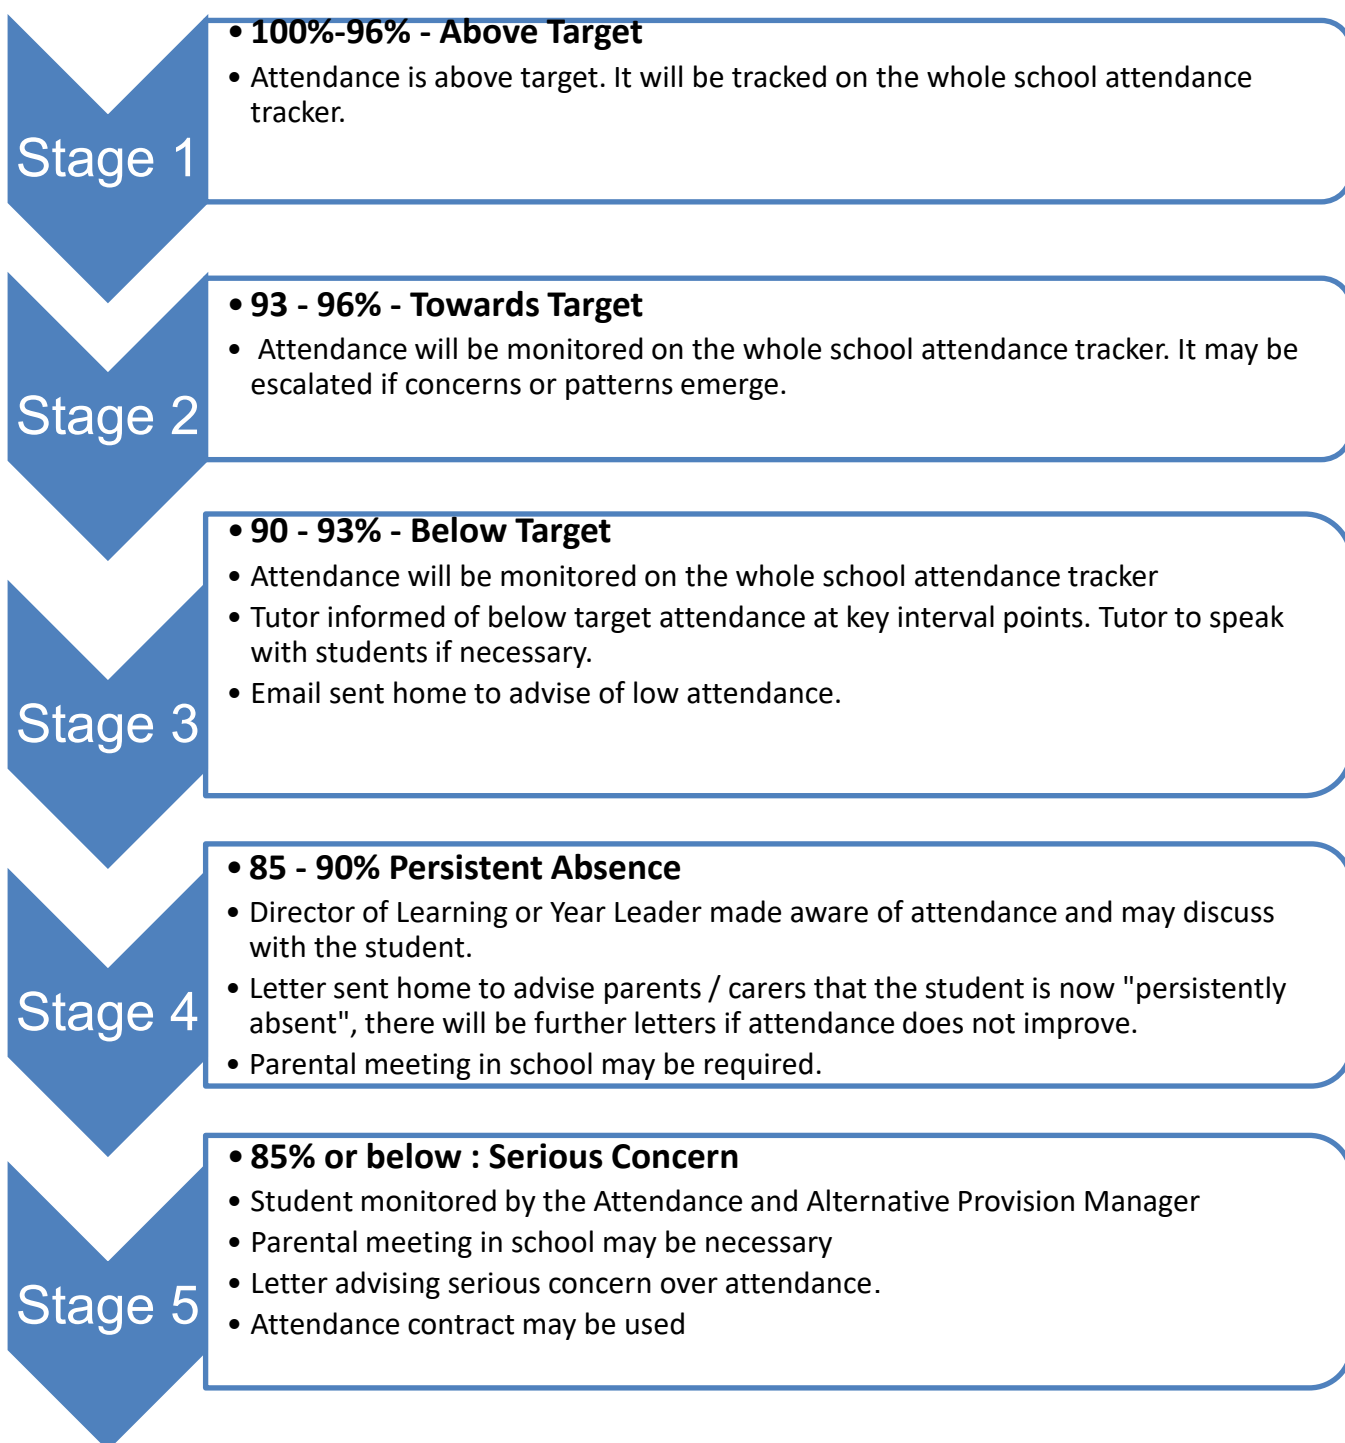 Stage 1
• 100%-96% - Above Target
• Attendance is above target. It will be tracked on the whole school attendance
tracker.
Stage 2
• 93 - 96% - Towards Target
• Attendance will be monitored on the whole school attendance tracker. It may be
escalated if concerns or patterns emerge.
Stage 3
• 90 - 93% - Below Target
• Attendance will be monitored on the whole school attendance tracker
• Tutor informed of below target attendance at key interval points. Tutor to speak
with students if necessary.
• Email sent home to advise of low attendance.
Stage 4
• 85 - 90% Persistent Absence
• Director of Learning or Year Leader made aware of attendance and may discuss
with the student.
• Letter sent home to advise parents / carers that the student is now "persistently
absent", there will be further letters if attendance does not improve.
• Parental meeting in school may be required.
Stage 5
• 85% or below : Serious Concern
• Student monitored by the Attendance and Alternative Provision Manager
• Parental meeting in school may be necessary
• Letter advising serious concern over attendance.
• Attendance contract may be used